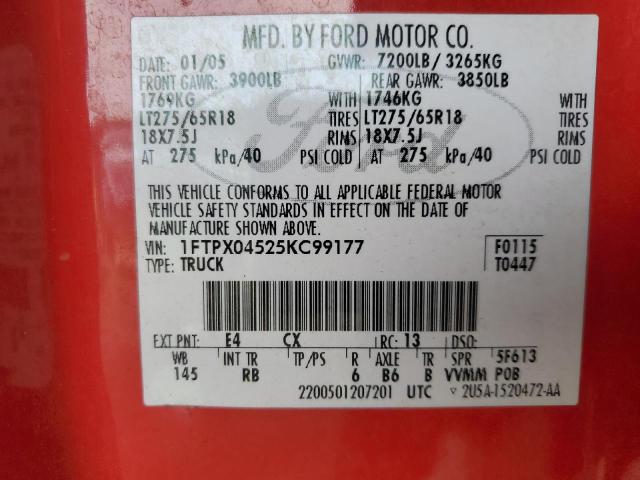 MFD. BY FORD MOTOR CO.
DATE: 01/05 GVWR: 7200LB/ 3265KG
FRONT GAWR: 3900LB REAR GAWR: 3850LB
1769KG WITH 1746KG WITH
LT275/65R18 TIRES LT275/65R18 TIRES
18X7.5J RIMS 18X7.5J RIMS
AT 275 kPa/40 PSI COLD AT 275 kPa/40 PSI COLD
Ford
THIS VEHICLE CONFORMS TO ALL APPLICABLE FEDERAL MOTOR
VEHICLE SAFETY STANDARDS IN EFFECT ON THE DATE OF
MANUFACTURE SHOWN ABOVE.
VIN: 1FTPX04525KC99177 F0115
TYPE: TRUCK T0447
EXT PNT: E4 CX RC: 13 DSO:
WB INT TR TP/PS R AXLE TR SPR 5F613
145 RB 6 B6 B VVMM POB
2200501207201 UTC ▽ 2U5A-1520472-AA